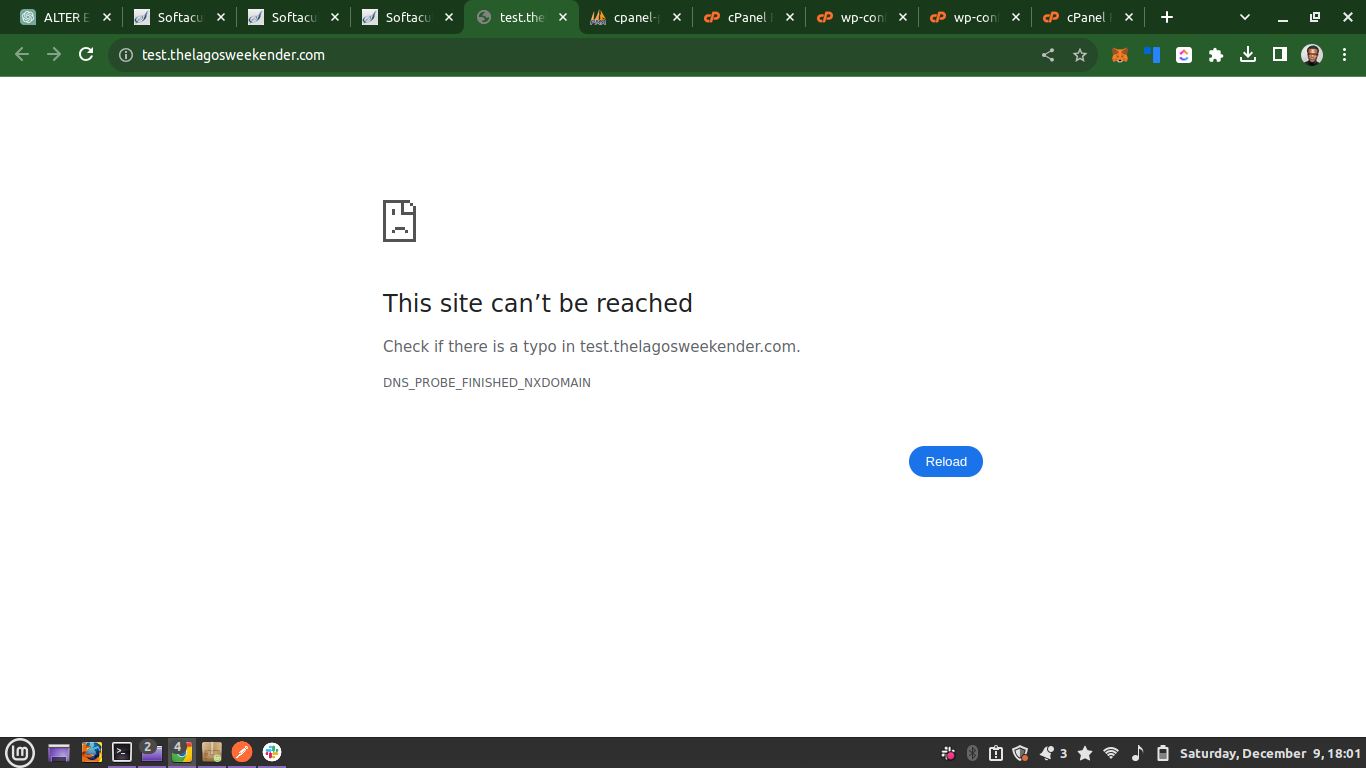 ALTER E
Softacu
Softacu
Softacu
test.the
cpanel-p
cPanel
wp-con
wp-con
cPanel
test.thelagosweekender.com
This site can’t be reached
Check if there is a typo in test.thelagosweekender.com.
DNS_PROBE_FINISHED_NXDOMAIN
Reload
2
4
3
Saturday, December 9, 18:01